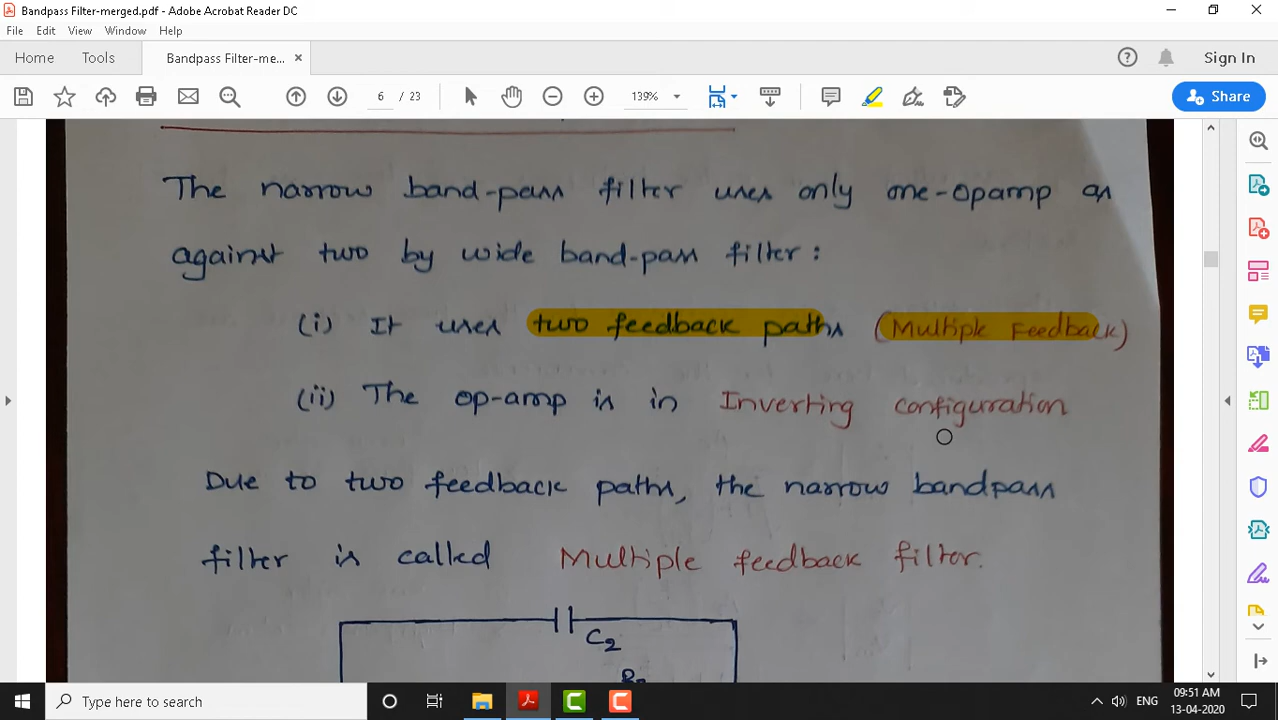 Bandpass Filter-merged.pdf - Adobe Acrobat Reader DC
File Edit View Window Help
Home Tools Bandpass Filter-me... × Sign In
6 / 23 139% Share
The narrow band-pass filter uses only one-opamp as
against two by wide band-pass filter :
(i) It uses two feedback paths (Multiple Feedback)
(ii) The op-amp is in Inverting configuration
Due to two feedback paths, the narrow bandpass
filter is called Multiple feedback filter.
C2
Type here to search
ENG
09:51 AM
13-04-2020